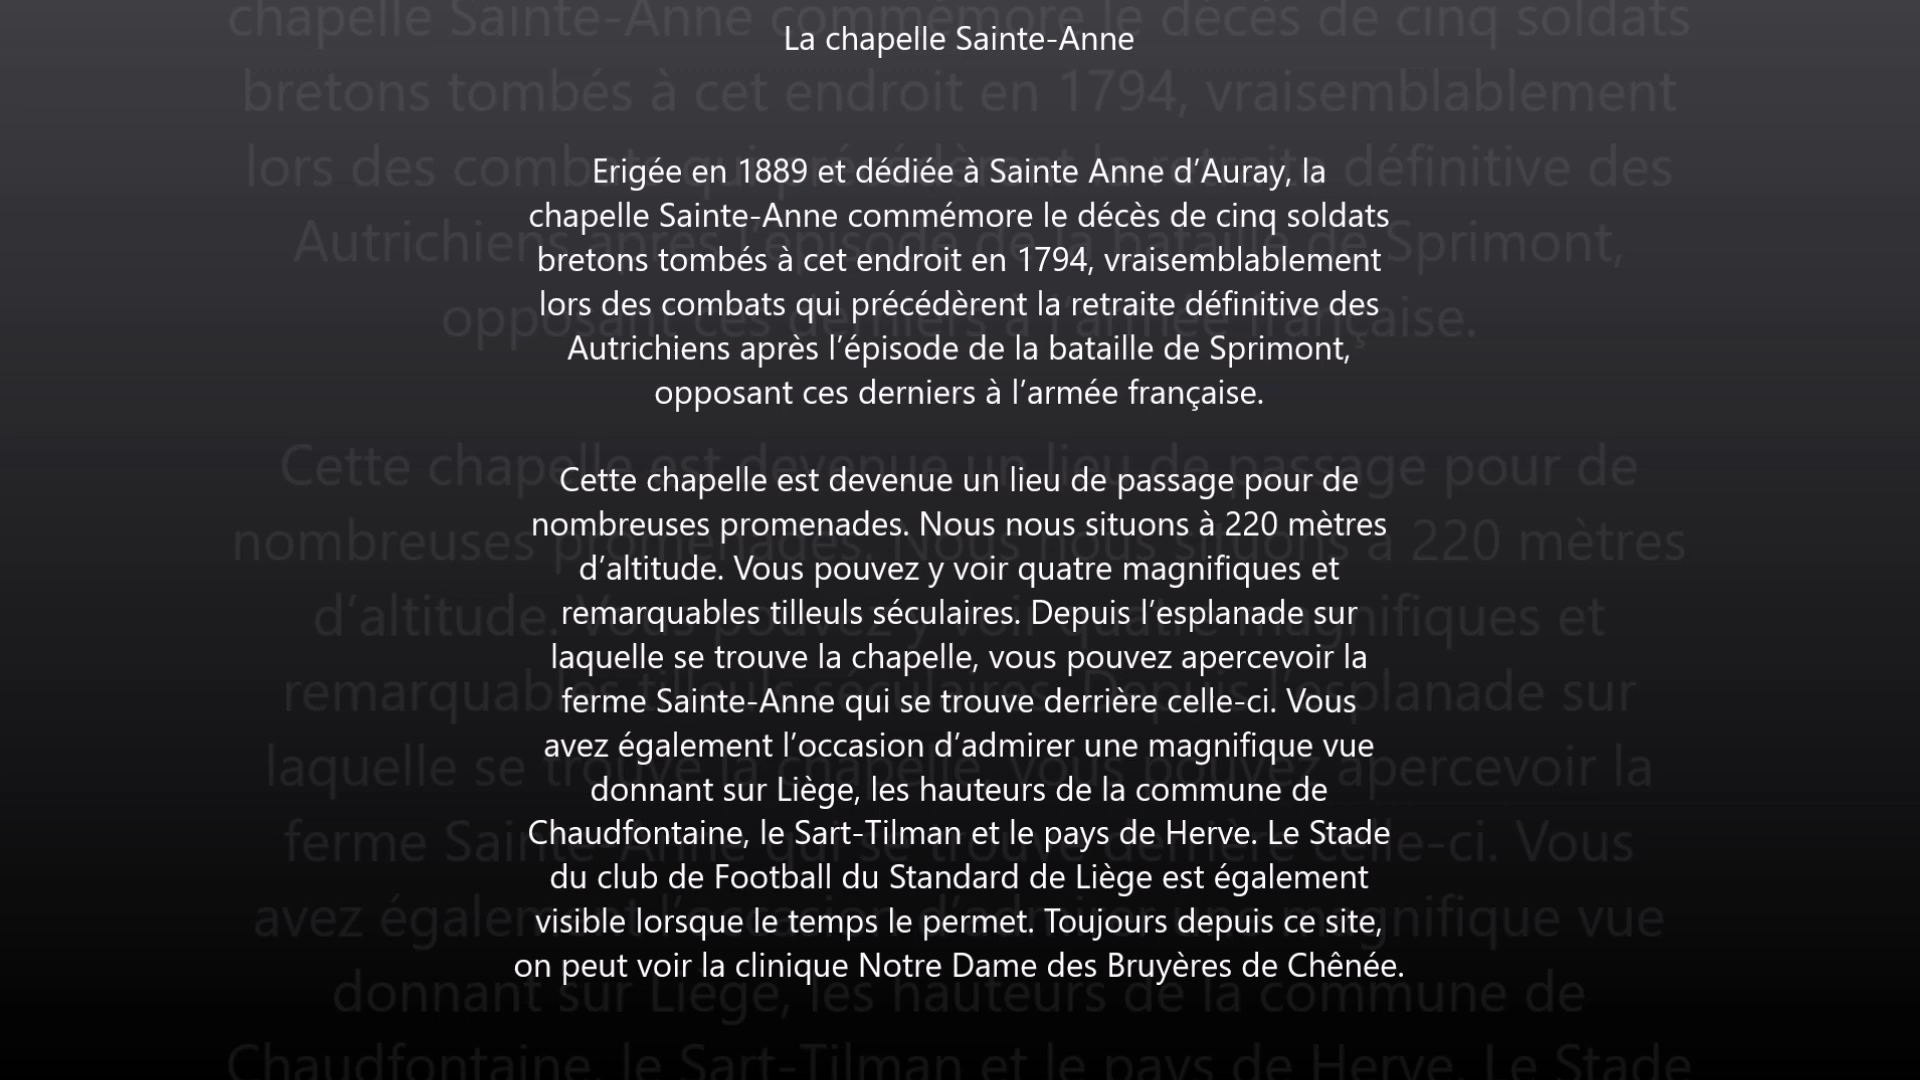 La chapelle Sainte-Anne
Erigée en 1889 et dédiée à Sainte Anne d’Auray, la
chapelle Sainte-Anne commémore le décès de cinq soldats
bretons tombés à cet endroit en 1794, vraisemblablement
lors des combats qui précédèrent la retraite définitive des
Autrichiens après l’épisode de la bataille de Sprimont,
opposant ces derniers à l’armée française.
Cette chapelle est devenue un lieu de passage pour de
nombreuses promenades. Nous nous situons à 220 mètres
d’altitude. Vous pouvez y voir quatre magnifiques et
remarquables tilleuls séculaires. Depuis l’esplanade sur
laquelle se trouve la chapelle, vous pouvez apercevoir la
ferme Sainte-Anne qui se trouve derrière celle-ci. Vous
avez également l’occasion d’admirer une magnifique vue
donnant sur Liège, les hauteurs de la commune de
Chaudfontaine, le Sart-Tilman et le pays de Herve. Le Stade
du club de Football du Standard de Liège est également
visible lorsque le temps le permet. Toujours depuis ce site,
on peut voir la clinique Notre Dame des Bruyères de Chênée.